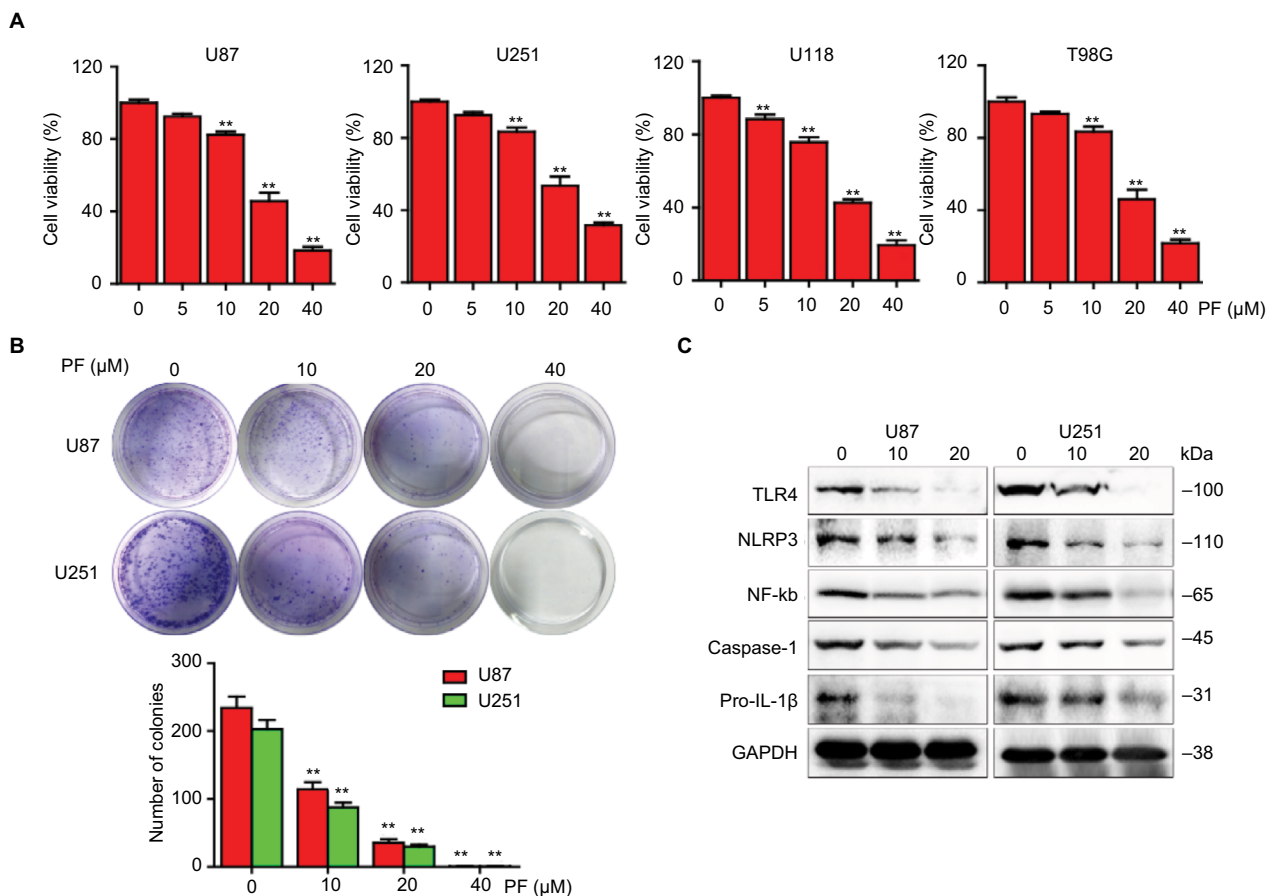 A
U87
U251
U118
T98G
Cell viability (%)
120
80
40
0
**
**
**
0 5 10 20 40
Cell viability (%)
120
80
40
0
**
**
**
0 5 10 20 40
Cell viability (%)
120
80
40
0
**
**
**
**
0 5 10 20 40
Cell viability (%)
120
80
40
0
**
**
**
0 5 10 20 40 PF (μM)
B
PF (μM) 0 10 20 40
U87
U251
Number of colonies
300
200
100
0
U87
U251
** **
** **
** **
0 10 20 40 PF (μM)
C
U87 U251
0 10 20 0 10 20 kDa
TLR4 –100
NLRP3 –110
NF-kb –65
Caspase-1 –45
Pro-IL-1β –31
GAPDH –38